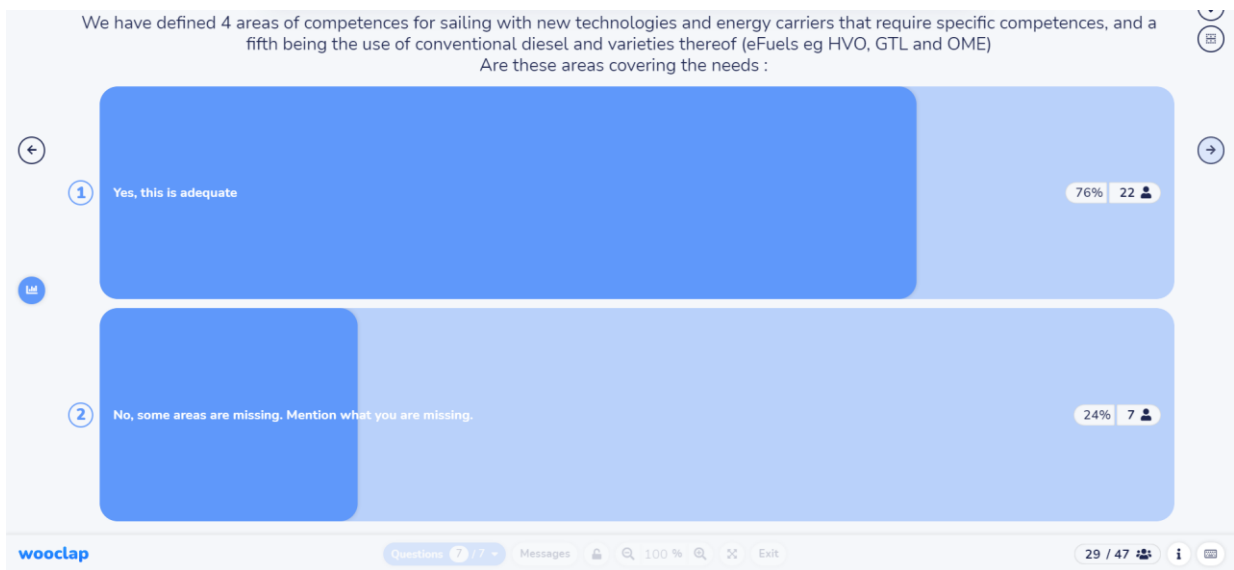 We have defined 4 areas of competences for sailing with new technologies and energy carriers that require specific competences, and a
fifth being the use of conventional diesel and varieties thereof (eFuels eg HVO, GTL and OME)
Are these areas covering the needs :
1 Yes, this is adequate 76% 22
2 No, some areas are missing. Mention what you are missing. 24% 7
wooclap Questions 7 / 7 Messages 100 % Exit 29 / 47 i